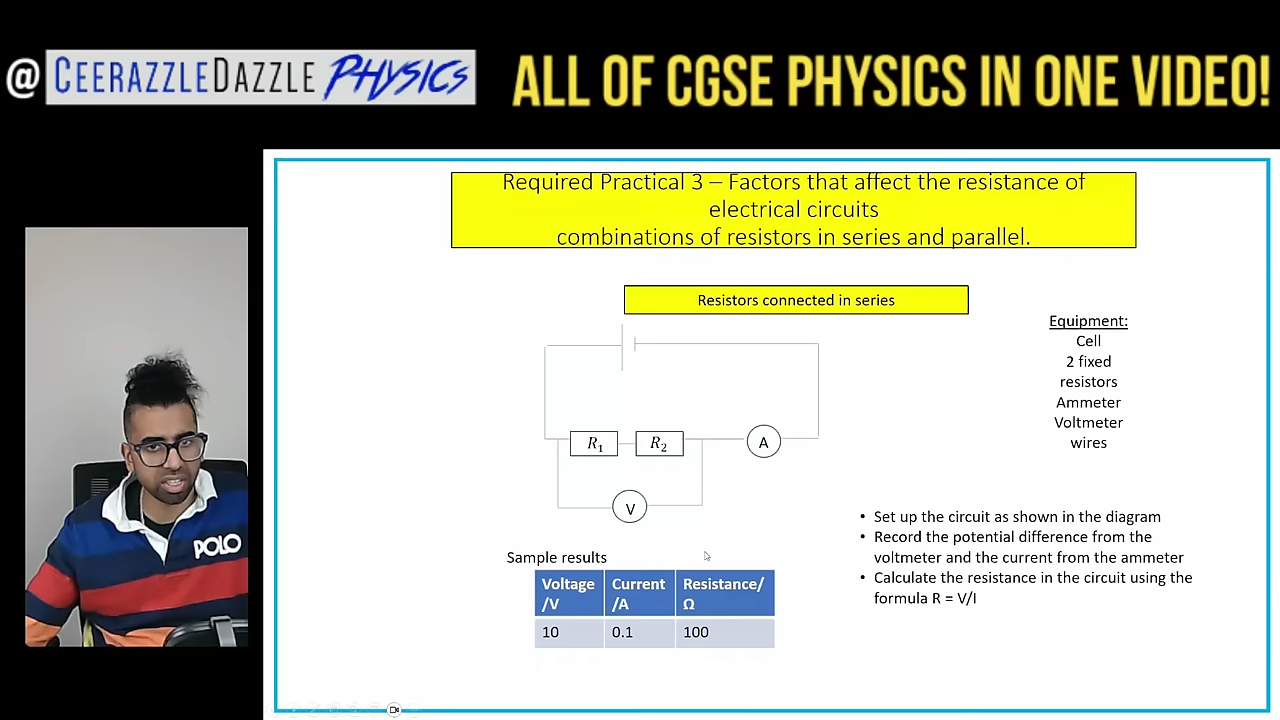 @ CEERAZZLEDAZZLE PHYSICS
ALL OF CGSE PHYSICS IN ONE VIDEO!
Required Practical 3 – Factors that affect the resistance of
electrical circuits
combinations of resistors in series and parallel.
Resistors connected in series
Equipment:
Cell
2 fixed
resistors
Ammeter
Voltmeter
wires
R1
R2
A
V
• Set up the circuit as shown in the diagram
• Record the potential difference from the
voltmeter and the current from the ammeter
• Calculate the resistance in the circuit using the
formula R = V/I
Sample results
Voltage /V Current /A Resistance/ Ω
10 0.1 100
POLO